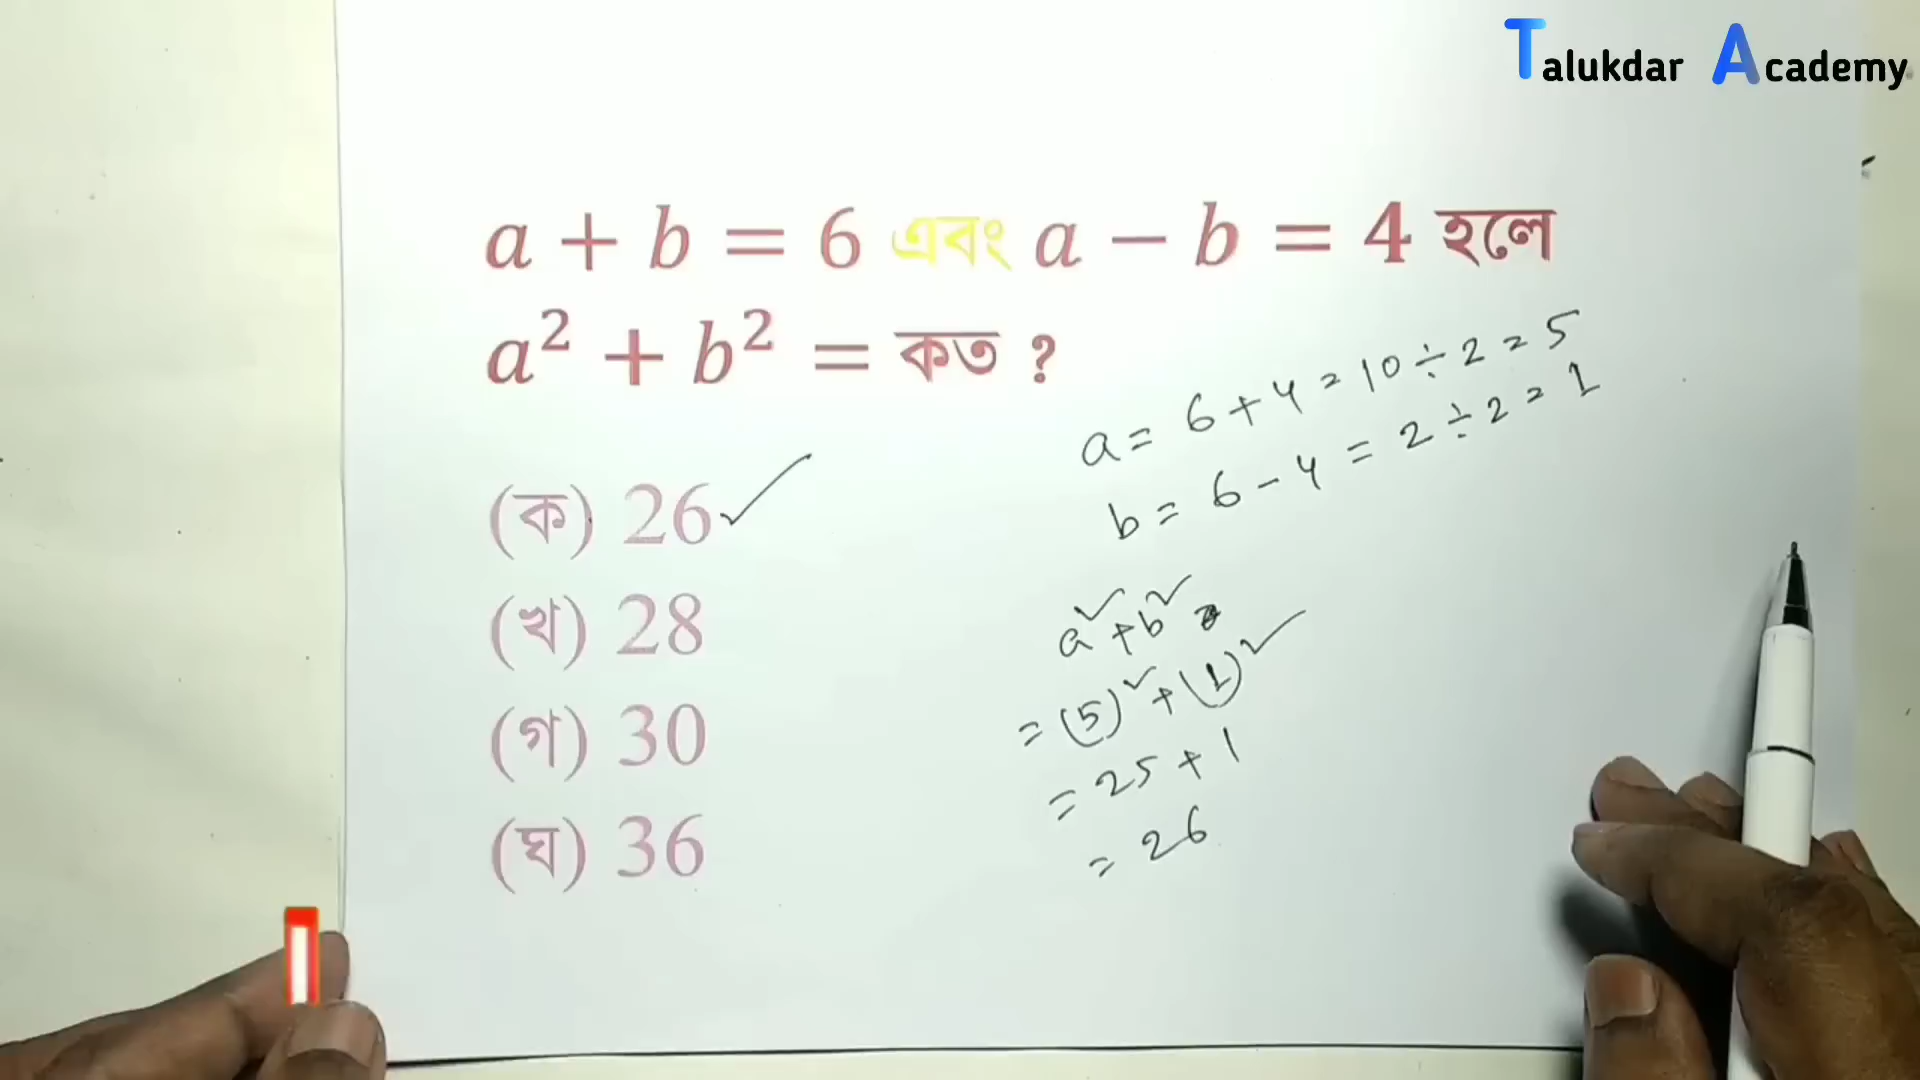 Talukdar Academy
a + b = 6 এবং a − b = 4 হলে
a² + b² = কত ?
(ক) 26 ✓
(খ) 28
(গ) 30
(ঘ) 36
a = 6 + 4 = 10 ÷ 2 = 5
b = 6 - 4 = 2 ÷ 2 = 1
a² + b²
= (5)² + (1)²
= 25 + 1
= 26